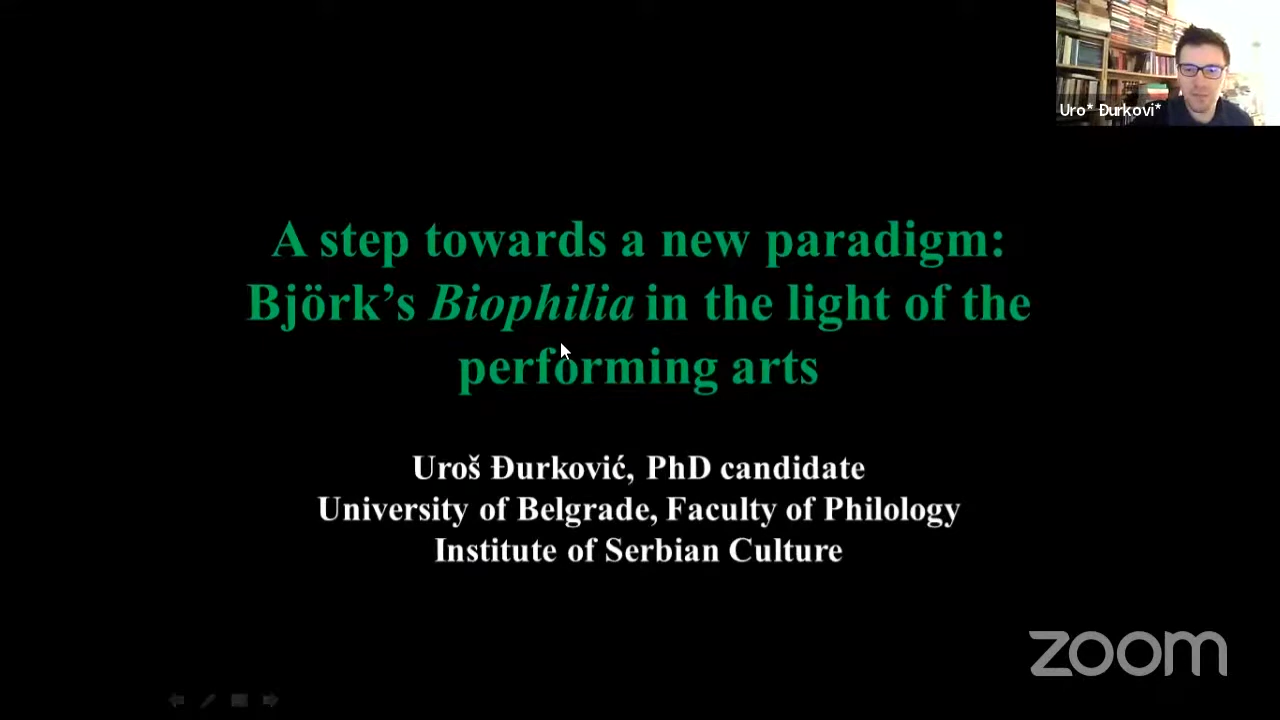 Uro* Đurkovi*
A step towards a new paradigm:
Björk’s Biophilia in the light of the
performing arts
Uroš Đurković, PhD candidate
University of Belgrade, Faculty of Philology
Institute of Serbian Culture
zoom